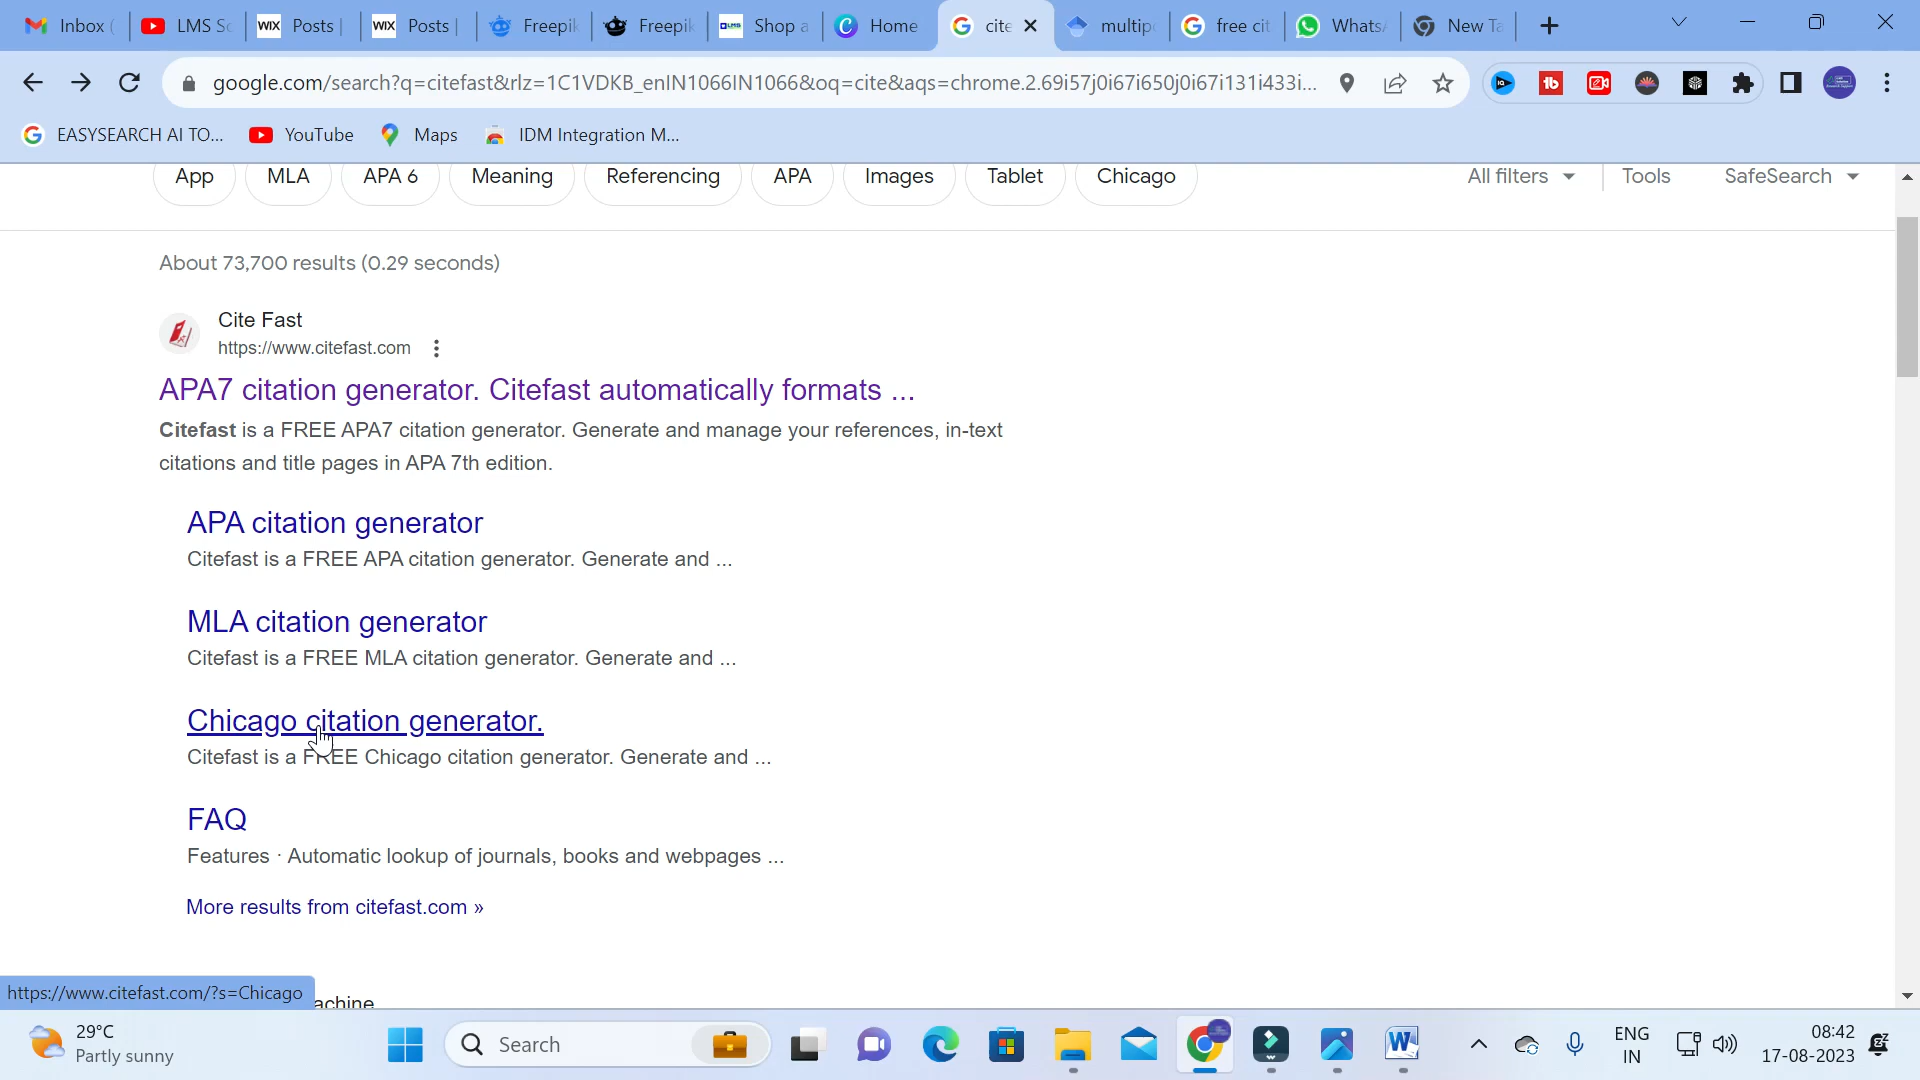 Inbox (
LMS Sc
WIX Posts |
WIX Posts |
Freepik
Freepik
LMS Shop a
Home
cite
multipo
free cit
WhatsA
New Ta
google.com/search?q=citefast&rlz=1C1VDKB_enIN1066IN1066&oq=cite&aqs=chrome.2.69i57j0i67i650j0i67i131i433i...
EASYSEARCH AI TO...
YouTube
Maps
IDM Integration M...
App
MLA
APA 6
Meaning
Referencing
APA
Images
Tablet
Chicago
All filters
Tools
SafeSearch
About 73,700 results (0.29 seconds)
Cite Fast
https://www.citefast.com
APA7 citation generator. Citefast automatically formats ...
Citefast is a FREE APA7 citation generator. Generate and manage your references, in-text
citations and title pages in APA 7th edition.
APA citation generator
Citefast is a FREE APA citation generator. Generate and ...
MLA citation generator
Citefast is a FREE MLA citation generator. Generate and ...
Chicago citation generator.
Citefast is a FREE Chicago citation generator. Generate and ...
FAQ
Features · Automatic lookup of journals, books and webpages ...
More results from citefast.com »
https://www.citefast.com/?s=Chicago
achine
29°C
Partly sunny
Search
ENG
IN
08:42
17-08-2023